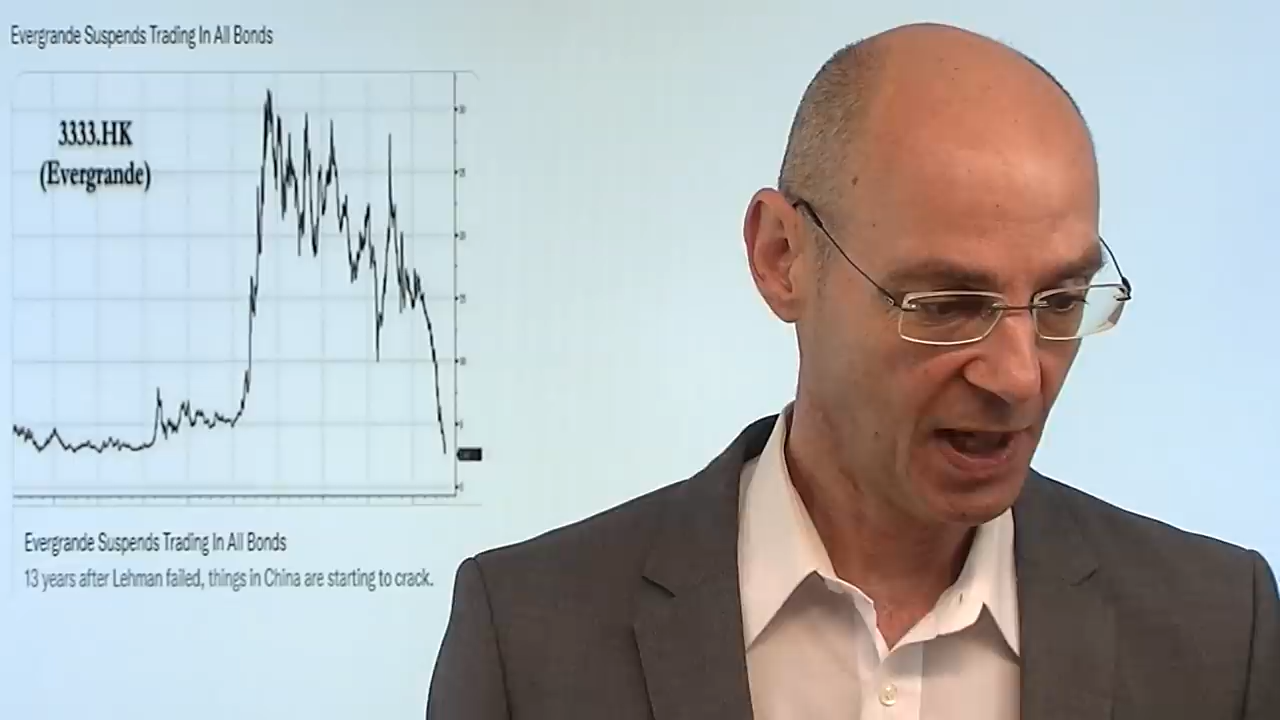 Evergrande Suspends Trading In All Bonds
3333.HK
(Evergrande)
Evergrande Suspends Trading In All Bonds
13 years after Lehman failed, things in China are starting to crack.